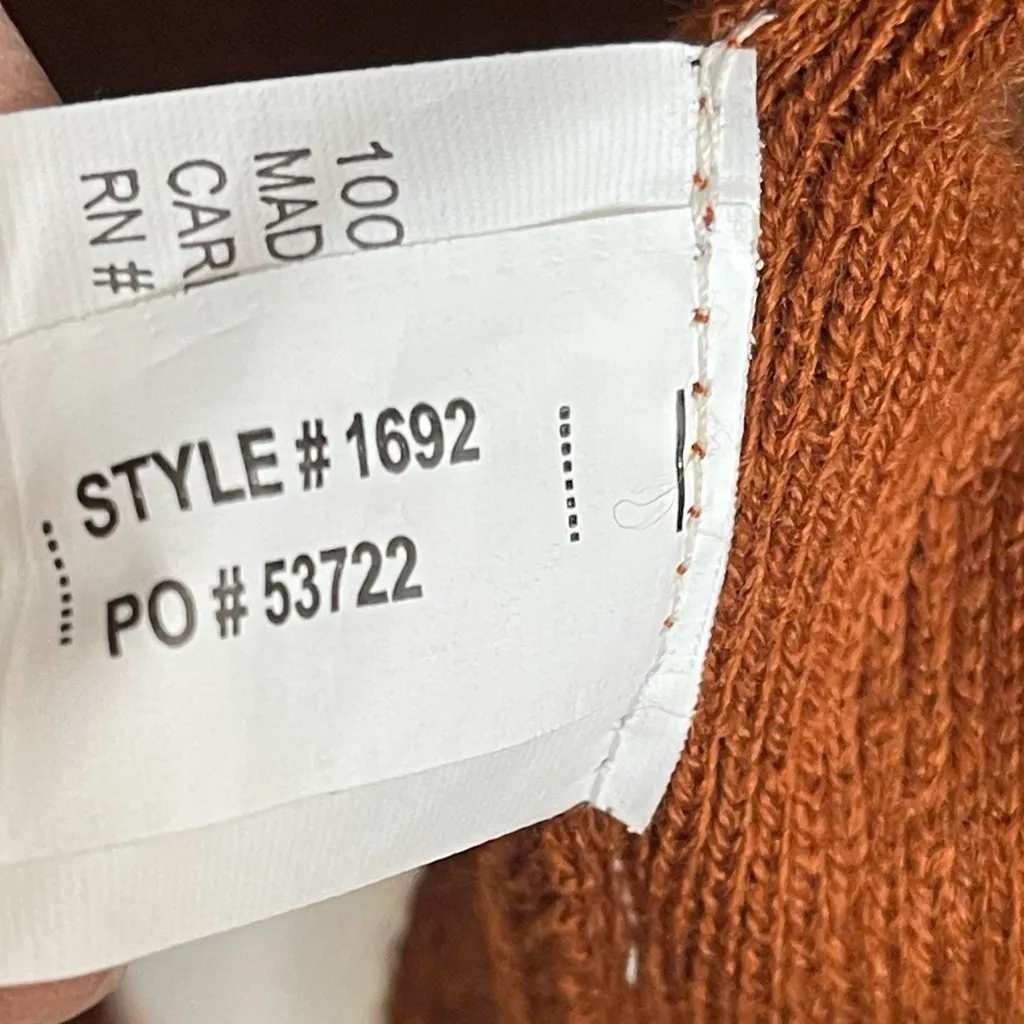 100
MAD
CAR
RN #
STYLE # 1692
PO # 53722